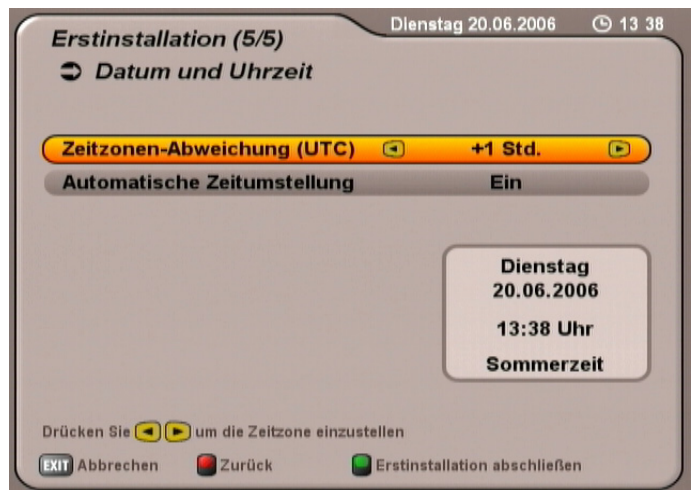 Dienstag 20.06.2006 13 38
Erstinstallation (5/5)
Datum und Uhrzeit
Zeitzonen-Abweichung (UTC) +1 Std.
Automatische Zeitumstellung Ein
Dienstag
20.06.2006
13:38 Uhr
Sommerzeit
Drücken Sie um die Zeitzone einzustellen
EXIT Abbrechen Zurück Erstinstallation abschließen